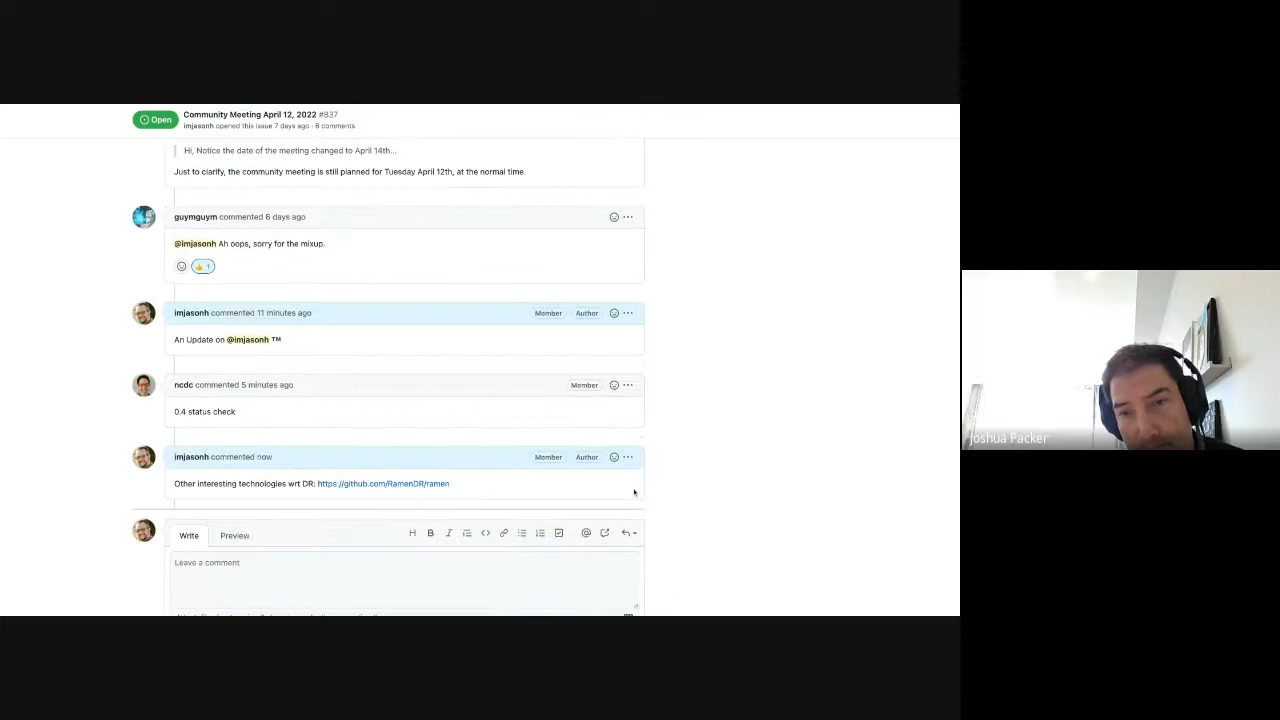 Open
Community Meeting April 12, 2022 #837
imjasonh opened this issue 7 days ago · 6 comments
Hi, Notice the date of the meeting changed to April 14th...
Just to clarify, the community meeting is still planned for Tuesday April 12th, at the normal time.
guymguym commented 6 days ago
@imjasonh Ah oops, sorry for the mixup.
1
imjasonh commented 11 minutes ago Member Author
An Update on @imjasonh ™
ncdc commented 5 minutes ago Member
0.4 status check
imjasonh commented now Member Author
Other interesting technologies wrt DR: https://github.com/RamenDR/ramen
Write Preview
Leave a comment
Joshua Packer